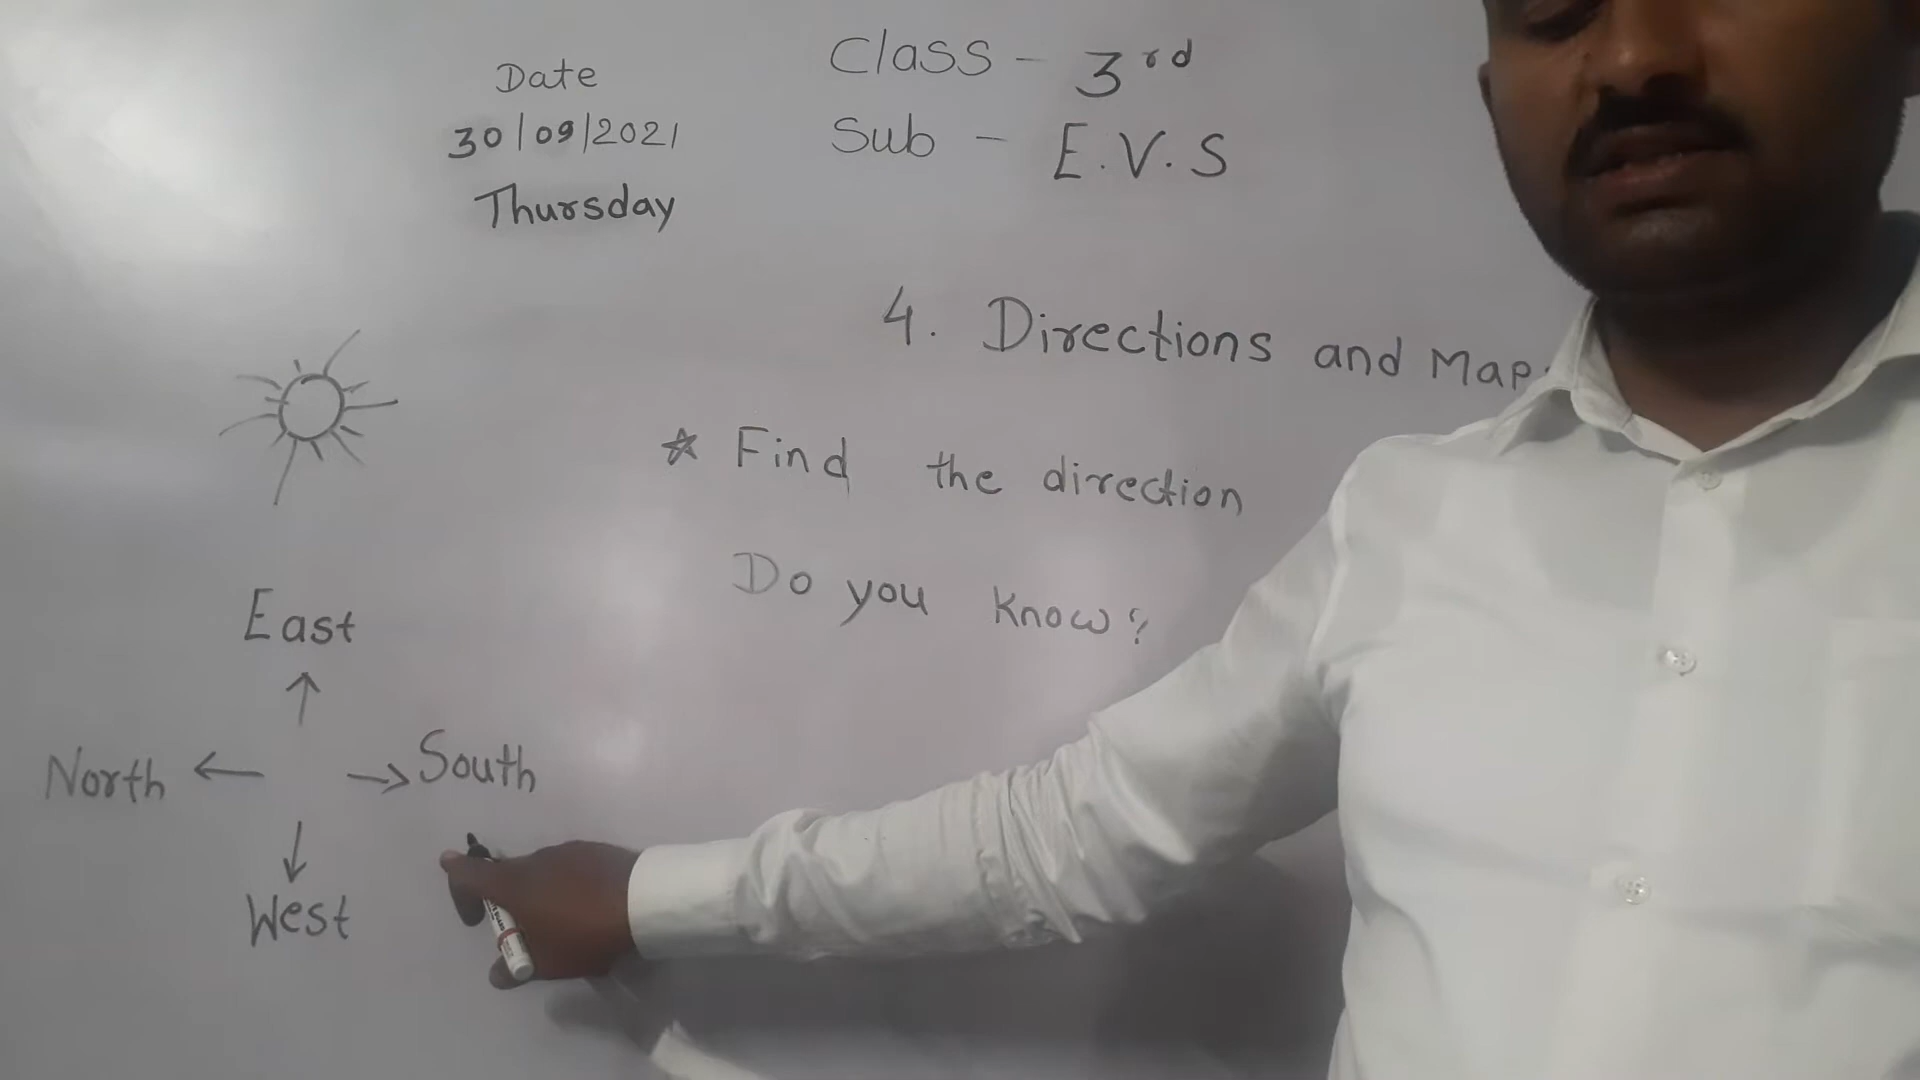 Date
30/09/2021
Thursday
Class - 3rd
Sub - E.V.S
4. Directions and Map
☆ Find the direction
Do you know?
East
↑
North ← → South
↓
West